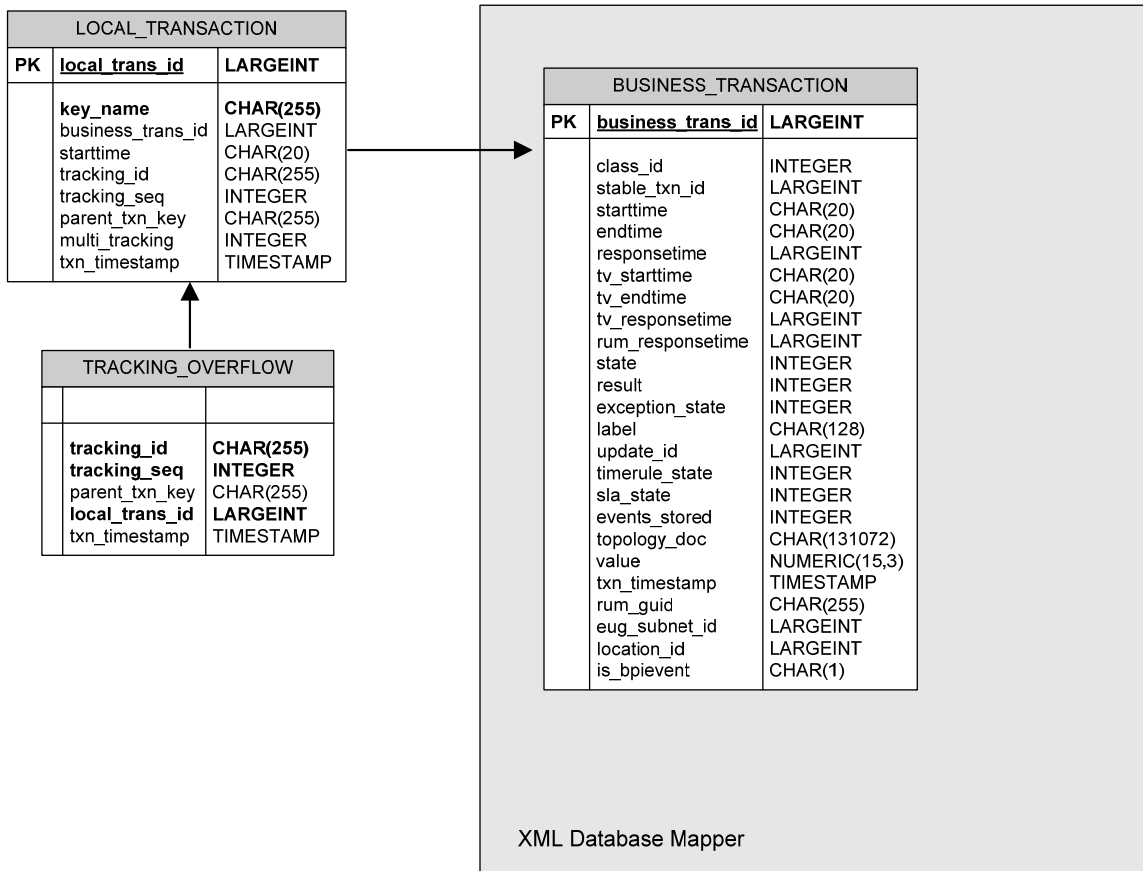 LOCAL_TRANSACTION
PK local_trans_id LARGEINT
key_name CHAR(255)
business_trans_id LARGEINT
starttime CHAR(20)
tracking_id CHAR(255)
tracking_seq INTEGER
parent_txn_key CHAR(255)
multi_tracking INTEGER
txn_timestamp TIMESTAMP
TRACKING_OVERFLOW
tracking_id CHAR(255)
tracking_seq INTEGER
parent_txn_key CHAR(255)
local_trans_id LARGEINT
txn_timestamp TIMESTAMP
BUSINESS_TRANSACTION
PK business_trans_id LARGEINT
class_id INTEGER
stable_txn_id LARGEINT
starttime CHAR(20)
endtime CHAR(20)
responsetime LARGEINT
tv_starttime CHAR(20)
tv_endtime CHAR(20)
tv_responsetime LARGEINT
rum_responsetime LARGEINT
state INTEGER
result INTEGER
exception_state INTEGER
label CHAR(128)
update_id LARGEINT
timerule_state INTEGER
sla_state INTEGER
events_stored INTEGER
topology_doc CHAR(131072)
value NUMERIC(15,3)
txn_timestamp TIMESTAMP
rum_guid CHAR(255)
eug_subnet_id LARGEINT
location_id LARGEINT
is_bpievent CHAR(1)
XML Database Mapper